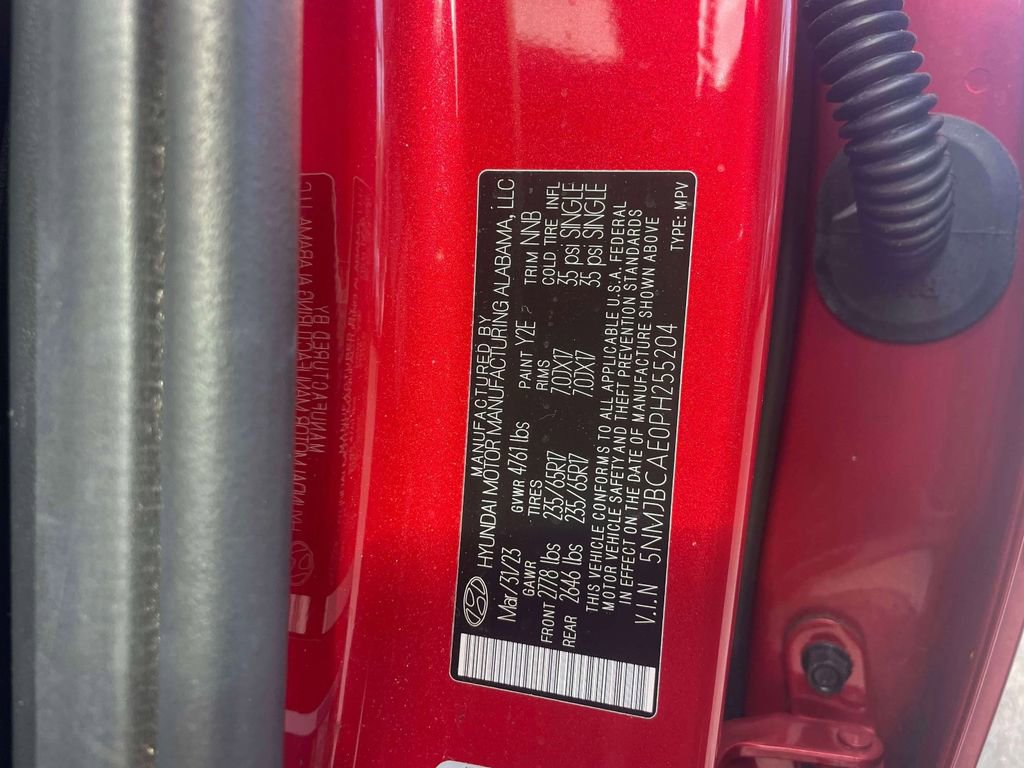 MANUFACTURED BY
HYUNDAI MOTOR MANUFACTURING ALABAMA, LLC
Mar/31/23 GVWR 4761 lbs PAINT Y2E TRIM NNB
GAWR TIRES RIMS COLD TIRE INFL
FRONT 2778 lbs 235/65R17 7.0JX17 35 psi SINGLE
REAR 2646 lbs 235/65R17 7.0JX17 35 psi SINGLE
THIS VEHICLE CONFORMS TO ALL APPLICABLE U.S.A. FEDERAL
MOTOR VEHICLE SAFETY AND THEFT PREVENTION STANDARDS
IN EFFECT ON THE DATE OF MANUFACTURE SHOWN ABOVE
V.I.N 5NMJBCAE0PH255204 TYPE: MPV